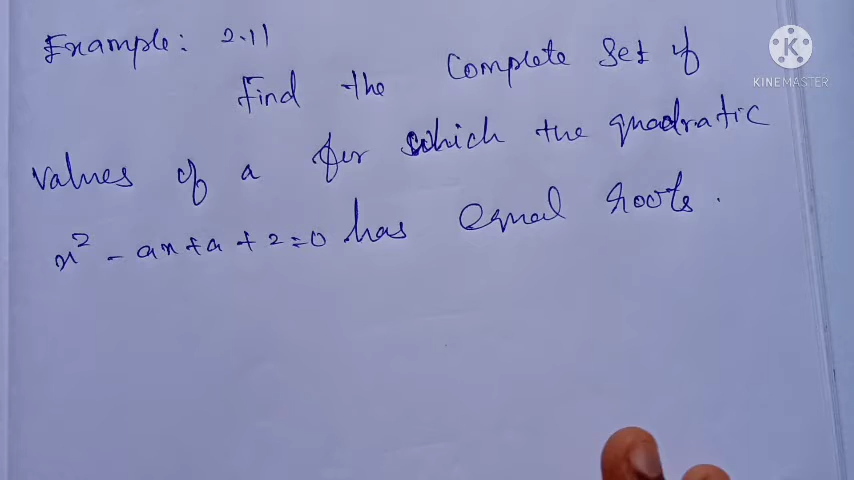 Example: 2.11
K
KINEMASTER
Find the Complete Set of
values of a for which the quadratic
x² - ax + a + 2 = 0 has equal roots.